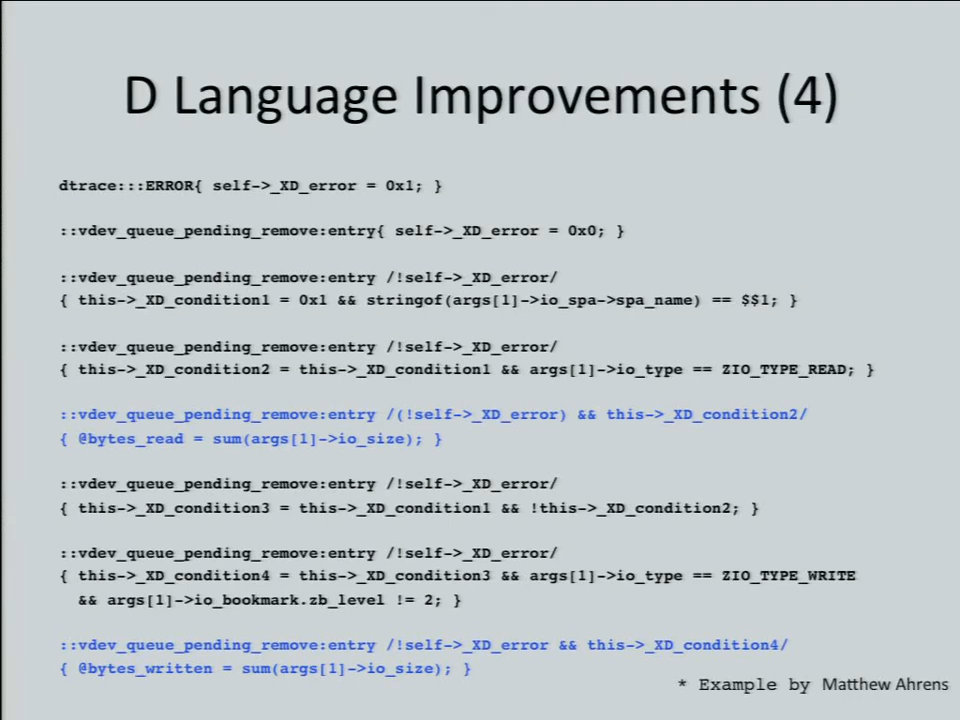 D Language Improvements (4)
dtrace:::ERROR{ self->_XD_error = 0x1; }
::vdev_queue_pending_remove:entry{ self->_XD_error = 0x0; }
::vdev_queue_pending_remove:entry /!self->_XD_error/
{ this->_XD_condition1 = 0x1 && stringof(args[1]->io_spa->spa_name) == $$1; }
::vdev_queue_pending_remove:entry /!self->_XD_error/
{ this->_XD_condition2 = this->_XD_condition1 && args[1]->io_type == ZIO_TYPE_READ; }
::vdev_queue_pending_remove:entry /(!self->_XD_error) && this->_XD_condition2/
{ @bytes_read = sum(args[1]->io_size); }
::vdev_queue_pending_remove:entry /!self->_XD_error/
{ this->_XD_condition3 = this->_XD_condition1 && !this->_XD_condition2; }
::vdev_queue_pending_remove:entry /!self->_XD_error/
{ this->_XD_condition4 = this->_XD_condition3 && args[1]->io_type == ZIO_TYPE_WRITE
&& args[1]->io_bookmark.zb_level != 2; }
::vdev_queue_pending_remove:entry /!self->_XD_error && this->_XD_condition4/
{ @bytes_written = sum(args[1]->io_size); }
* Example by Matthew Ahrens